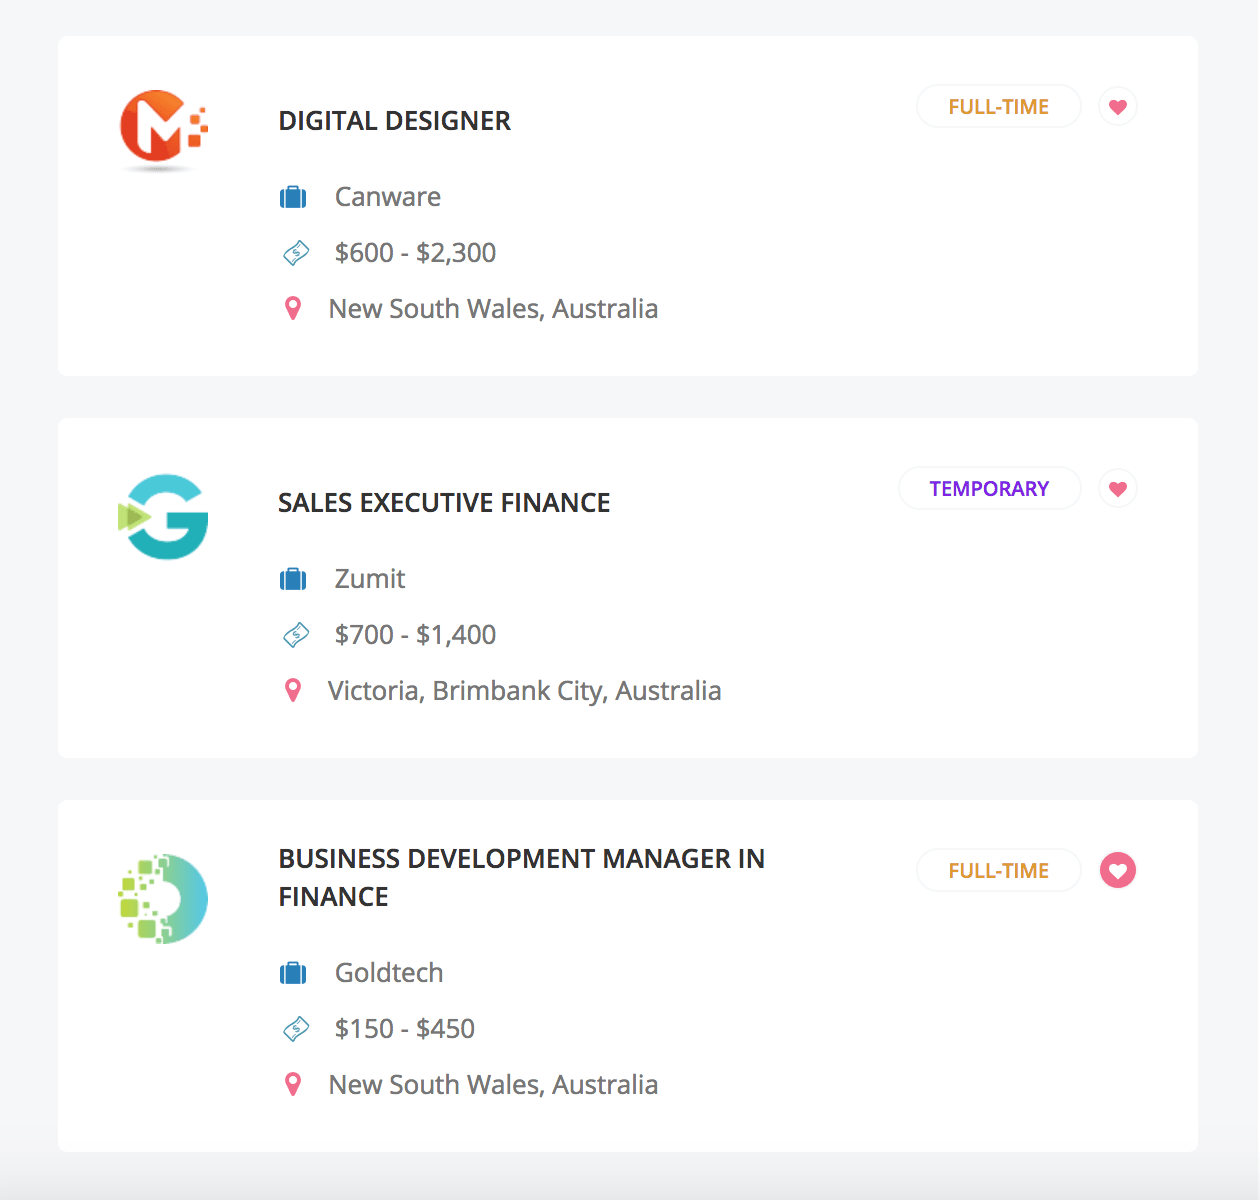 DIGITAL DESIGNER
FULL-TIME
Canware
$600 - $2,300
New South Wales, Australia
SALES EXECUTIVE FINANCE
TEMPORARY
Zumit
$700 - $1,400
Victoria, Brimbank City, Australia
BUSINESS DEVELOPMENT MANAGER IN
FINANCE
FULL-TIME
Goldtech
$150 - $450
New South Wales, Australia